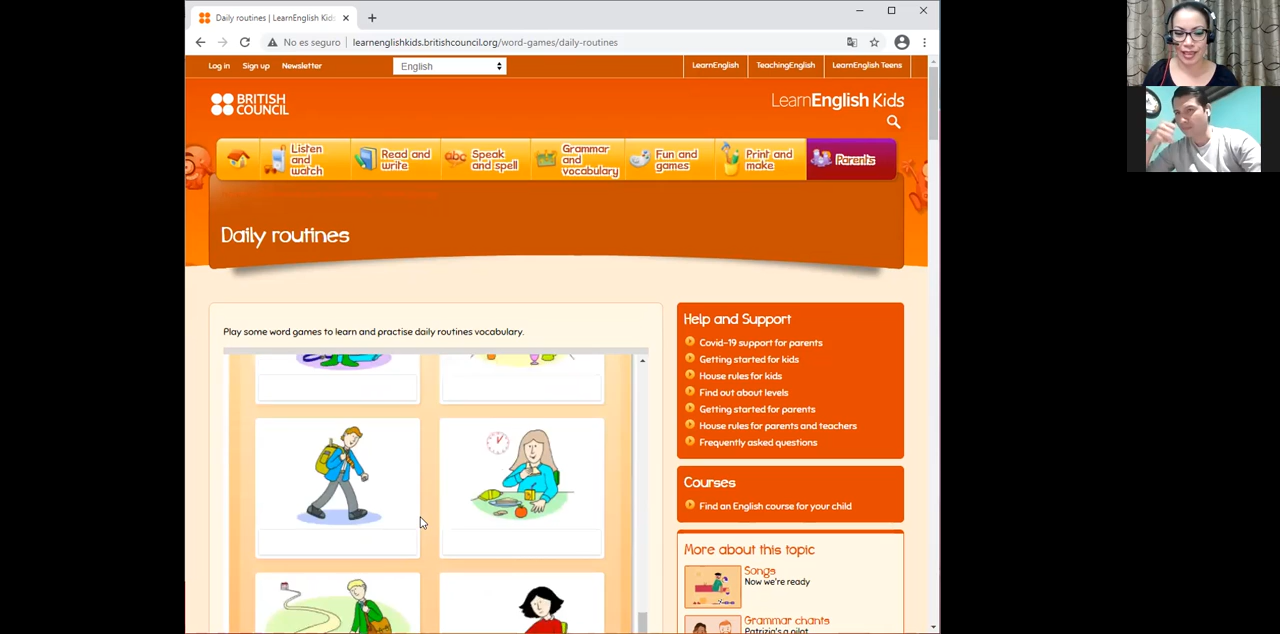 Daily routines | LearnEnglish Kids
No es seguro
learnenglishkids.britishcouncil.org/word-games/daily-routines
Log in
Sign up
Newsletter
English
LearnEnglish
TeachingEnglish
LearnEnglish Teens
BRITISH
COUNCIL
LearnEnglish Kids
Listen
and
watch
Read and
write
Speak
and spell
Grammar
and
vocabulary
Fun and
games
Print and
make
Parents
abc
Daily routines
Play some word games to learn and practise daily routines vocabulary.
Help and Support
Covid-19 support for parents
Getting started for kids
House rules for kids
Find out about levels
Getting started for parents
House rules for parents and teachers
Frequently asked questions
Courses
Find an English course for your child
More about this topic
Songs
Now we're ready
Grammar chants
Patrizia's a pilot